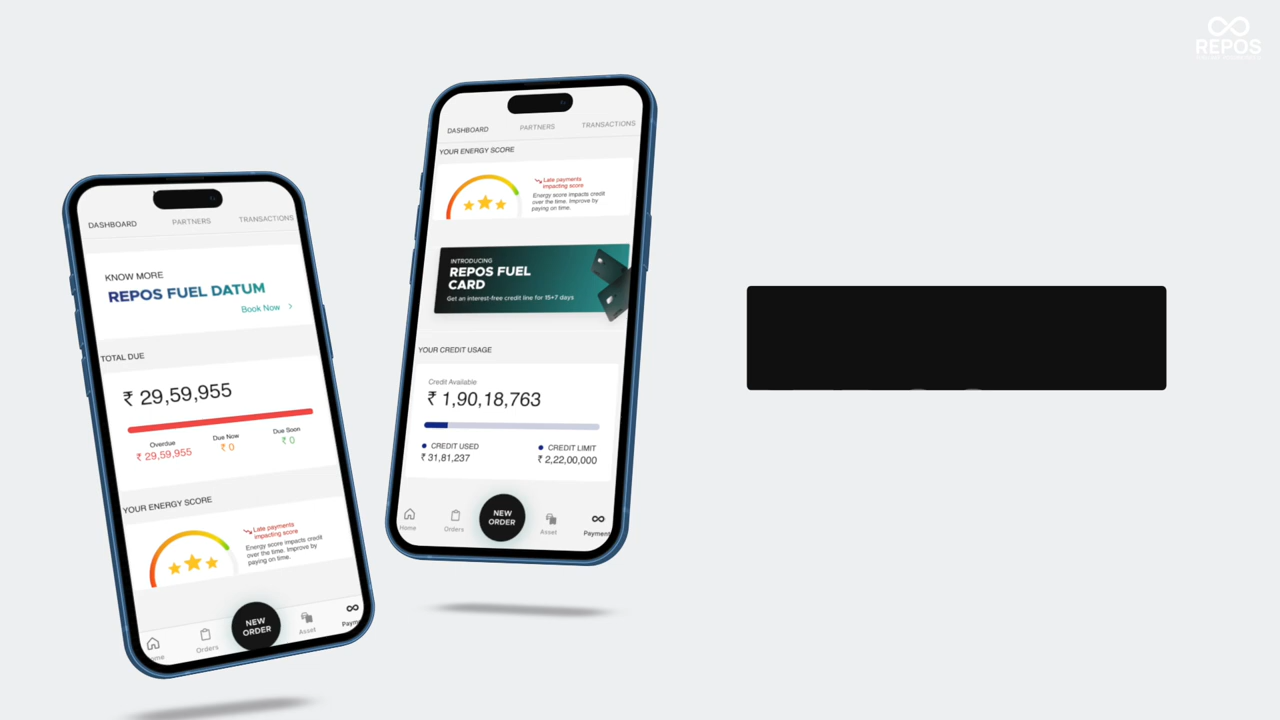 REPOS
DASHBOARD PARTNERS TRANSACTIONS
KNOW MORE
REPOS FUEL DATUM
Book Now
TOTAL DUE
₹ 29,59,955
Overdue Due Now Due Soon
₹ 29,59,955 ₹ 0 ₹ 0
YOUR ENERGY SCORE
Late payments
impacting score
Energy score impacts credit
over the time. Improve by
paying on time.
NEW
ORDER
ome Orders Asset Paym
DASHBOARD PARTNERS TRANSACTIONS
YOUR ENERGY SCORE
Late payments
impacting score
Energy score impacts credit
over the time. Improve by
paying on time.
INTRODUCING
REPOS FUEL
CARD
Get an interest-free credit line for 15+7 days
YOUR CREDIT USAGE
Credit Available
₹ 1,90,18,763
CREDIT USED CREDIT LIMIT
₹ 31,81,237 ₹ 2,22,00,000
NEW
ORDER
Home Orders Asset Payment